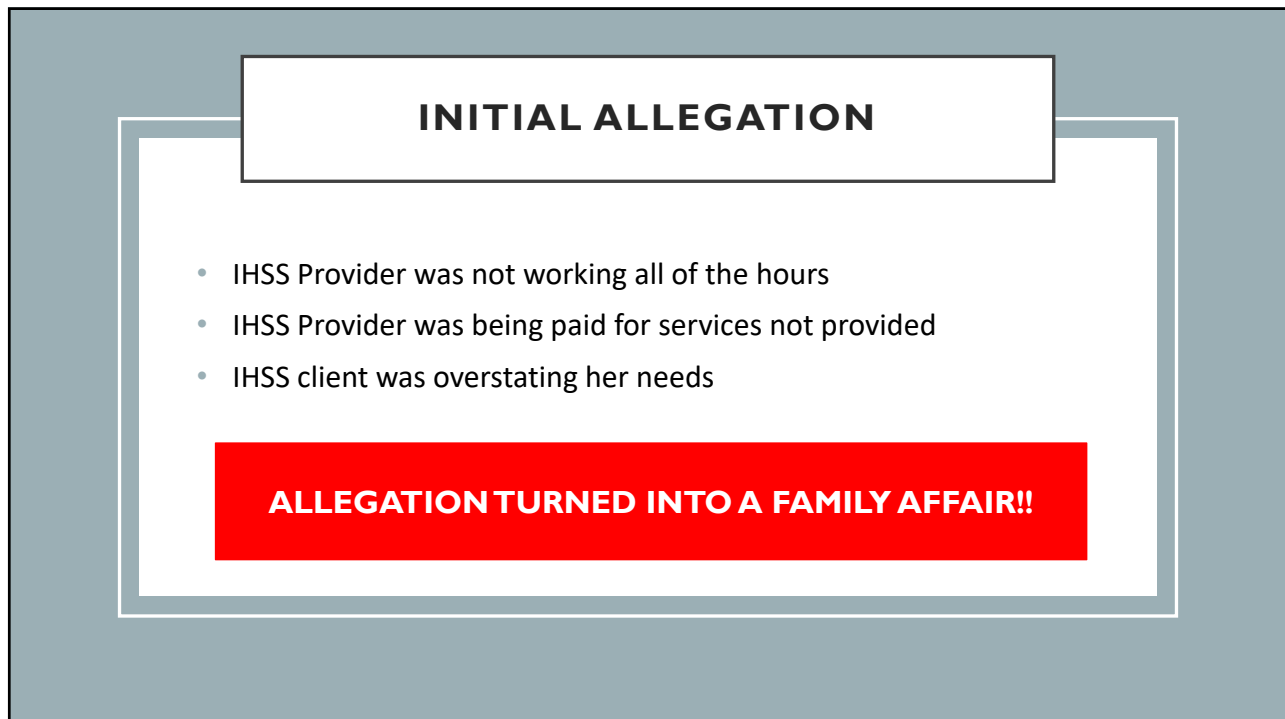 INITIAL ALLEGATION
• IHSS Provider was not working all of the hours
• IHSS Provider was being paid for services not provided
• IHSS client was overstating her needs
ALLEGATION TURNED INTO A FAMILY AFFAIR!!